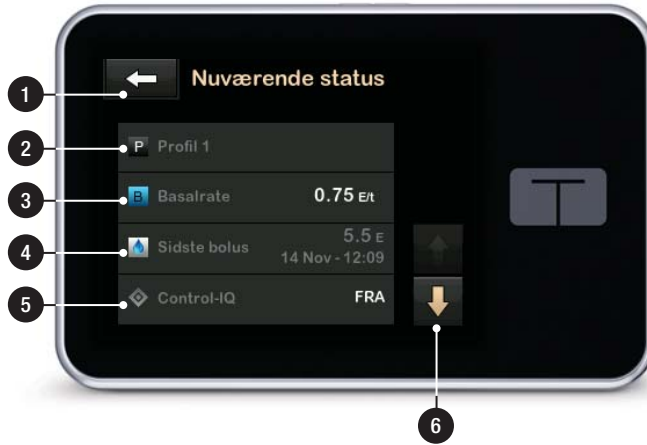 Nuværende status
1
2
P Profil 1
3
B Basalrate 0.75 E/t
4
Sidste bolus 5.5 E
14 Nov - 12:09
5
Control-IQ FRA
6